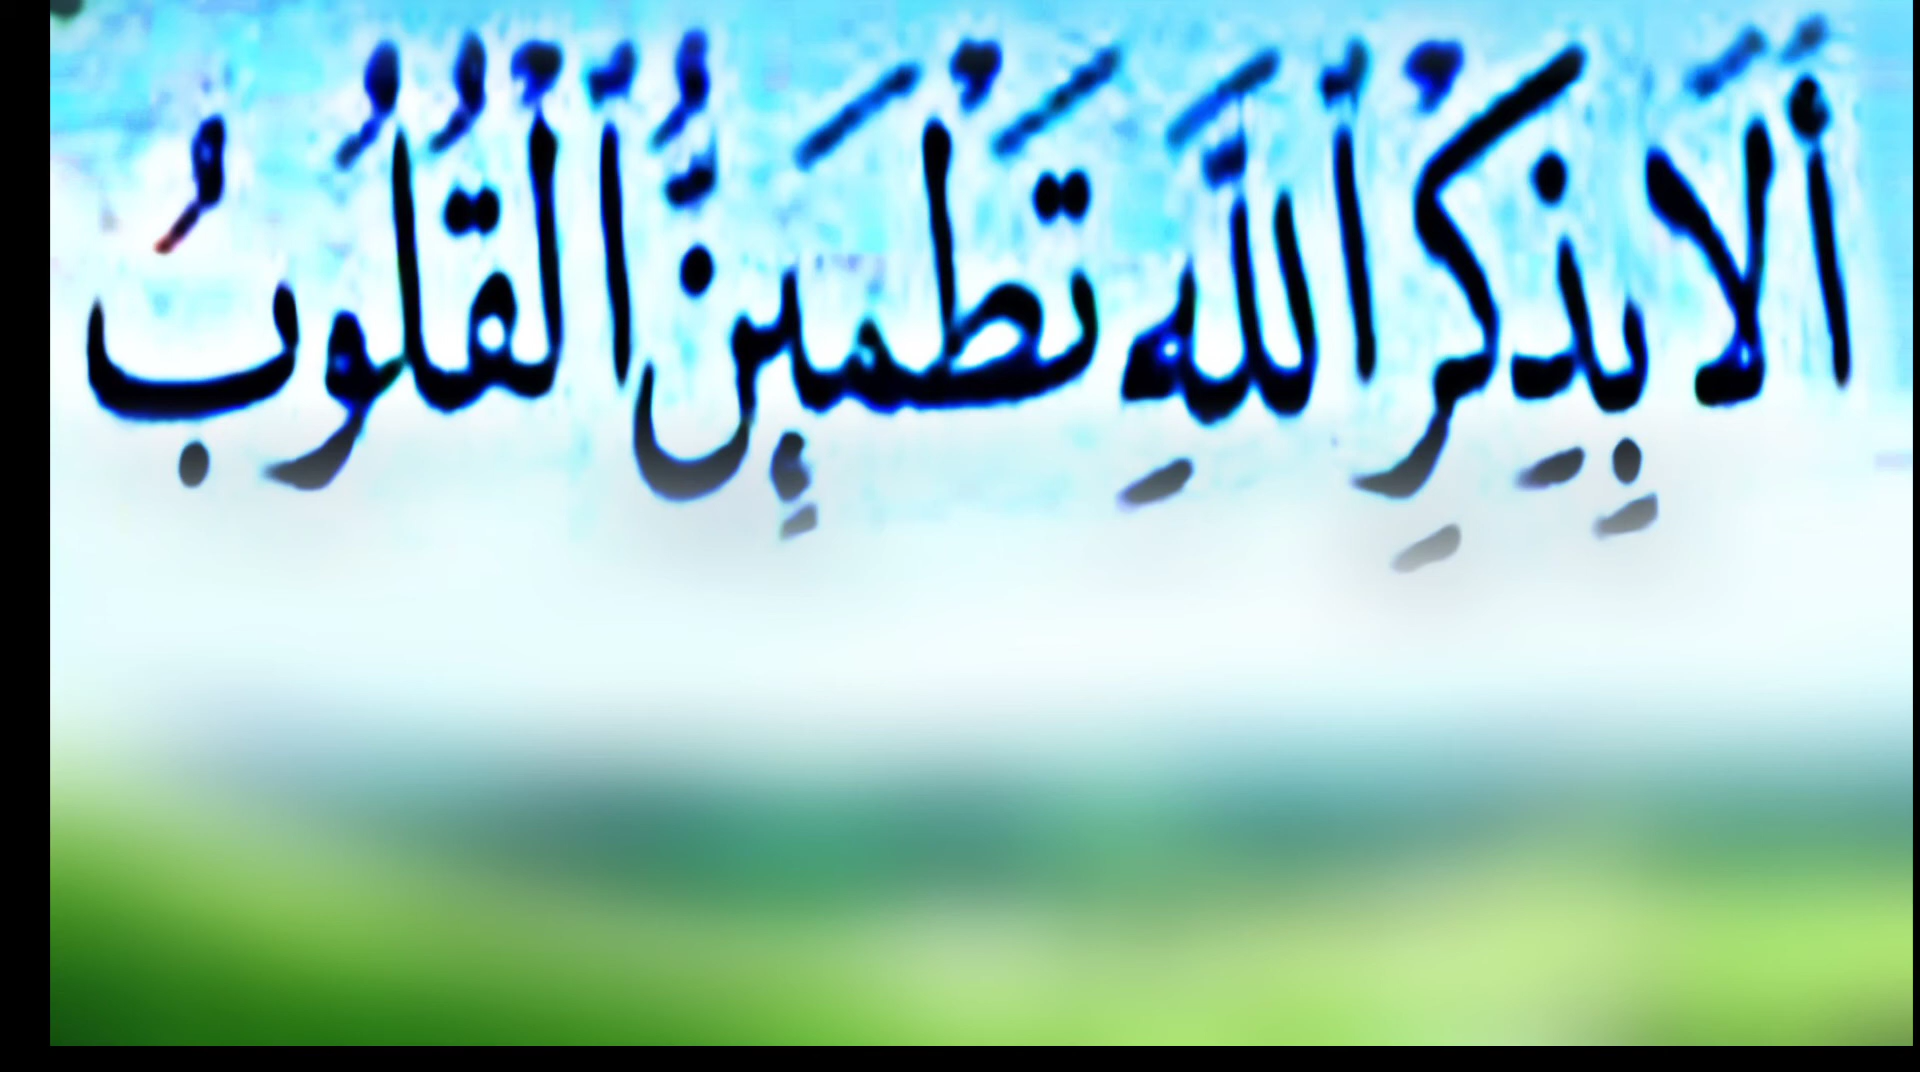 أَلَا بِذِكْرِ ٱللَّهِ تَطْمَئِنُّ ٱلْقُلُوبُ